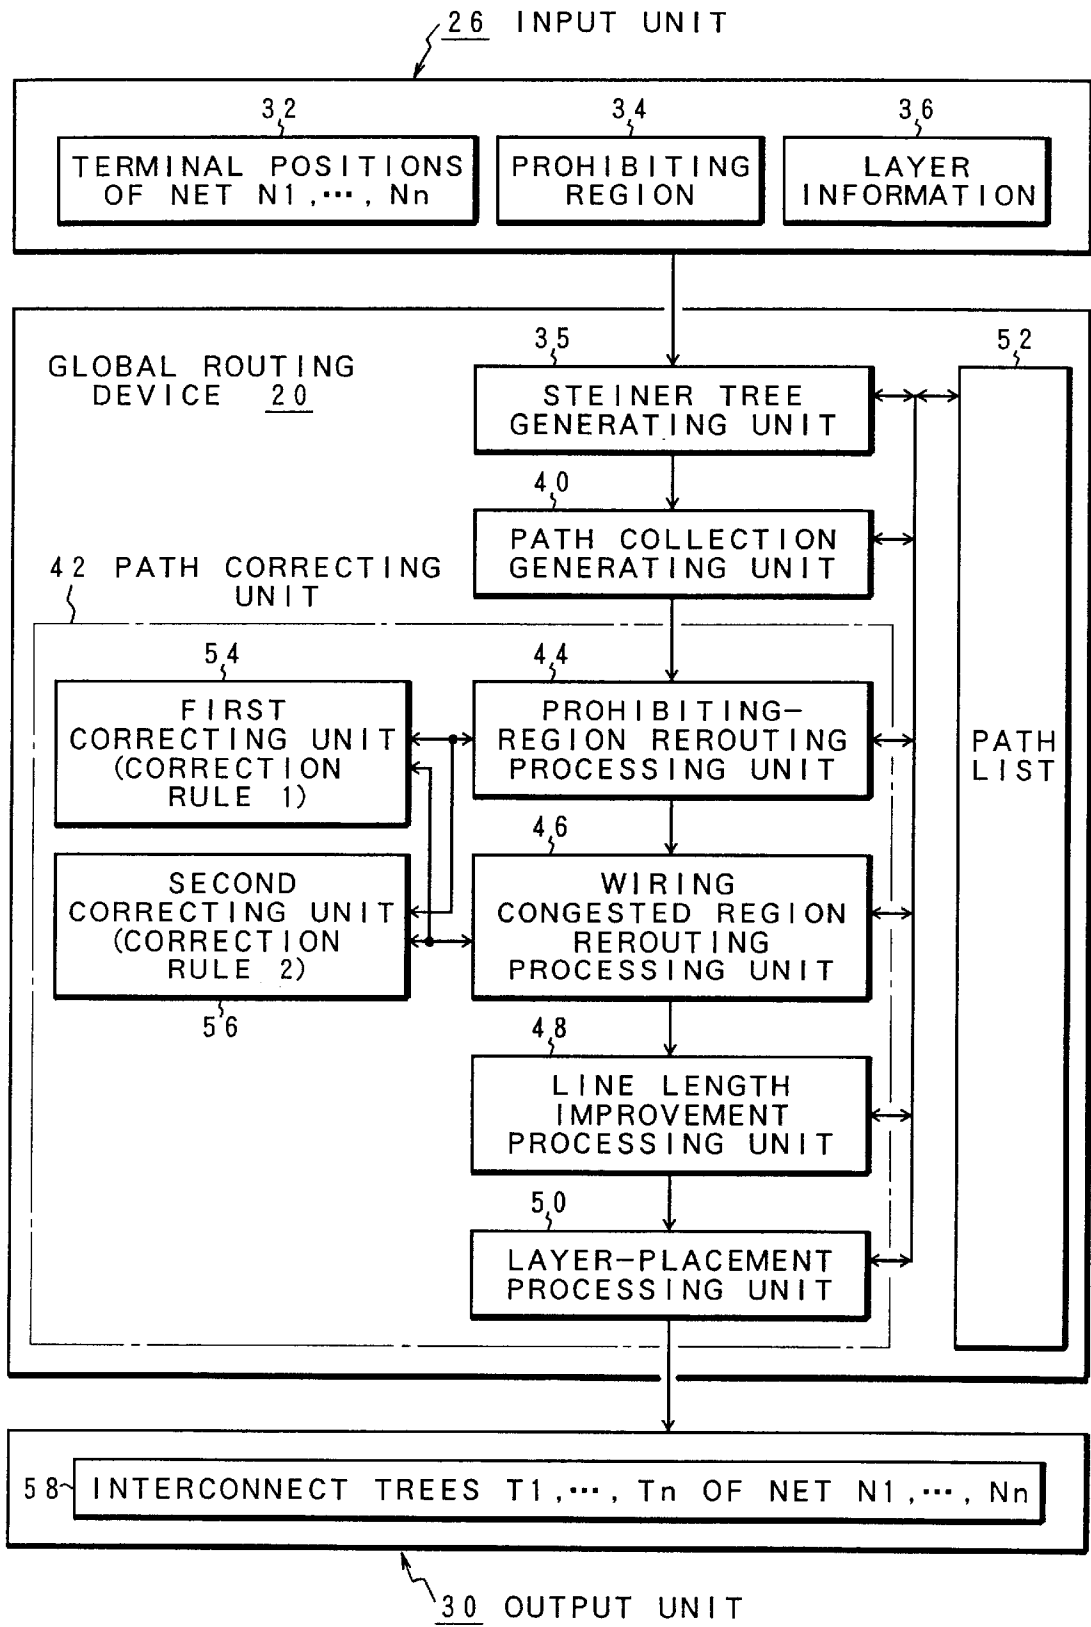 26 INPUT UNIT
32
TERMINAL POSITIONS
OF NET N1,•••, Nn
34
PROHIBITING
REGION
36
LAYER
INFORMATION
GLOBAL ROUTING
DEVICE 20
35
STEINER TREE
GENERATING UNIT
52
PATH
LIST
40
PATH COLLECTION
GENERATING UNIT
42 PATH CORRECTING
UNIT
54
FIRST
CORRECTING UNIT
(CORRECTION
RULE 1)
44
PROHIBITING-
REGION REROUTING
PROCESSING UNIT
SECOND
CORRECTING UNIT
(CORRECTION
RULE 2)
56
46
WIRING
CONGESTED REGION
REROUTING
PROCESSING UNIT
48
LINE LENGTH
IMPROVEMENT
PROCESSING UNIT
50
LAYER-PLACEMENT
PROCESSING UNIT
58
INTERCONNECT TREES T1,•••, Tn OF NET N1,•••, Nn
30 OUTPUT UNIT